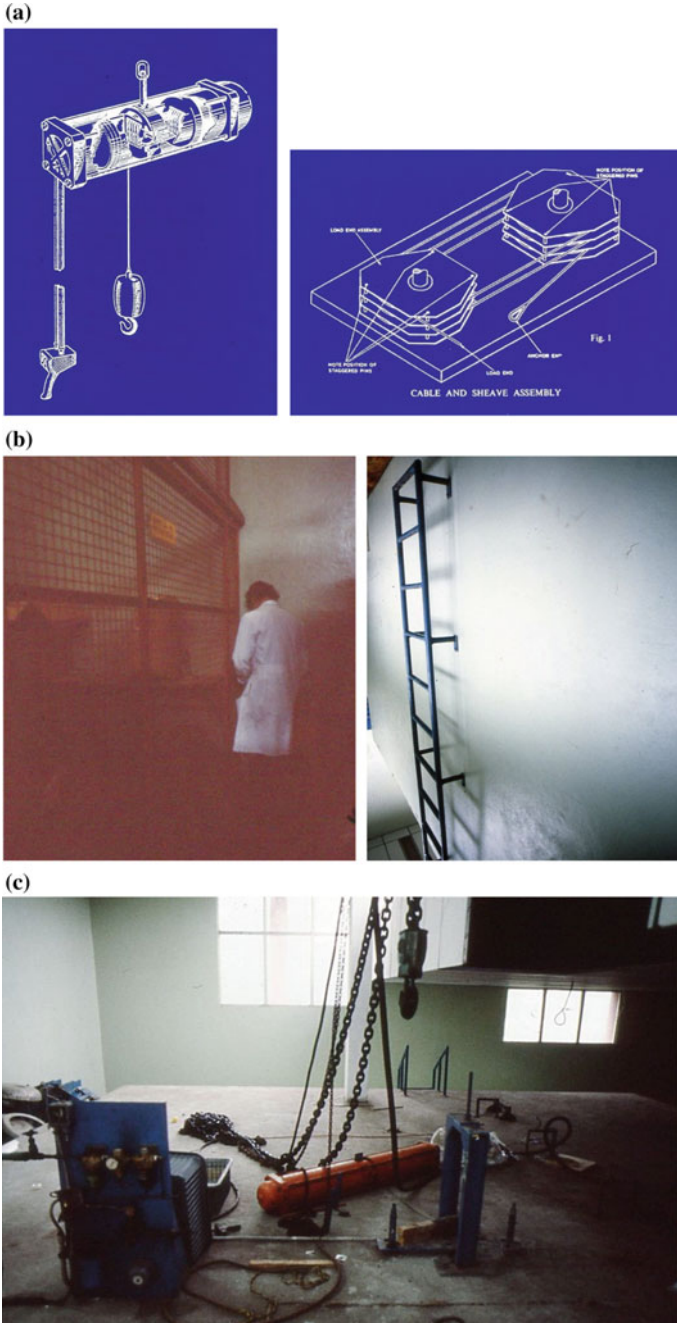 (a)
NOTE POSITION OF
STAGGERED PINS
LOAD END ASSEMBLY
Fig. 1
ANCHOR END
NOTE POSITION OF
STAGGERED PINS
LOAD END
CABLE AND SHEAVE ASSEMBLY
(b)
(c)